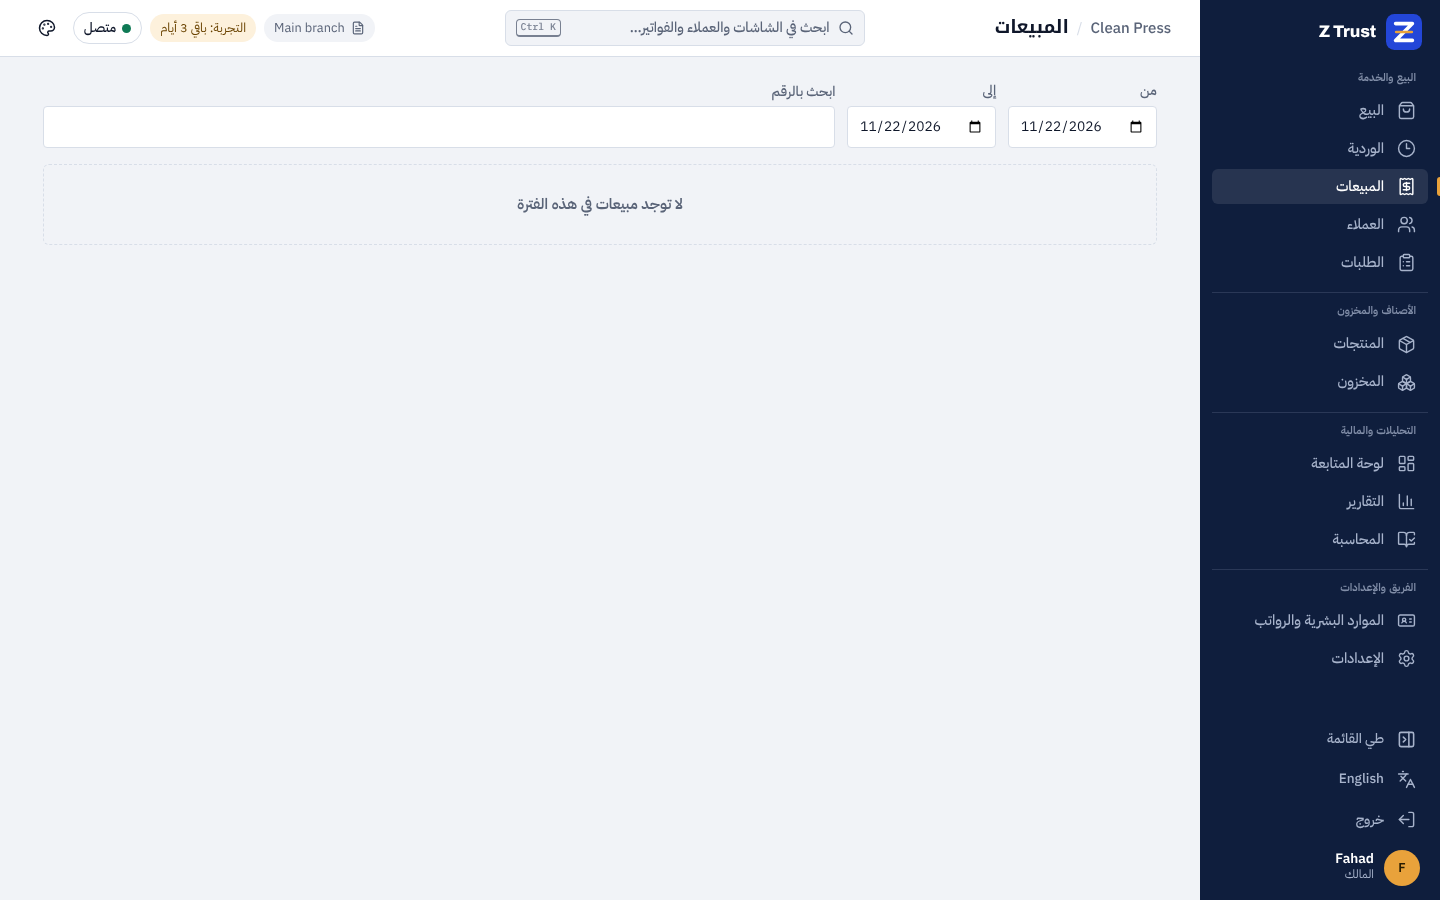 Z Trust
البيع والخدمة
البيع
الوردية
المبيعات
العملاء
الطلبات
الأصناف والمخزون
المنتجات
المخزون
التحليلات والمالية
لوحة المتابعة
التقارير
المحاسبة
الفريق والإعدادات
الموارد البشرية والرواتب
الإعدادات
طي القائمة
English
خروج
Fahad
المالك
F
Clean Press / المبيعات
ابحث في الشاشات والعملاء والفواتير... Ctrl K
Main branch
التجربة: باقي 3 أيام
متصل
من
11/22/2026
إلى
11/22/2026
ابحث بالرقم
لا توجد مبيعات في هذه الفترة